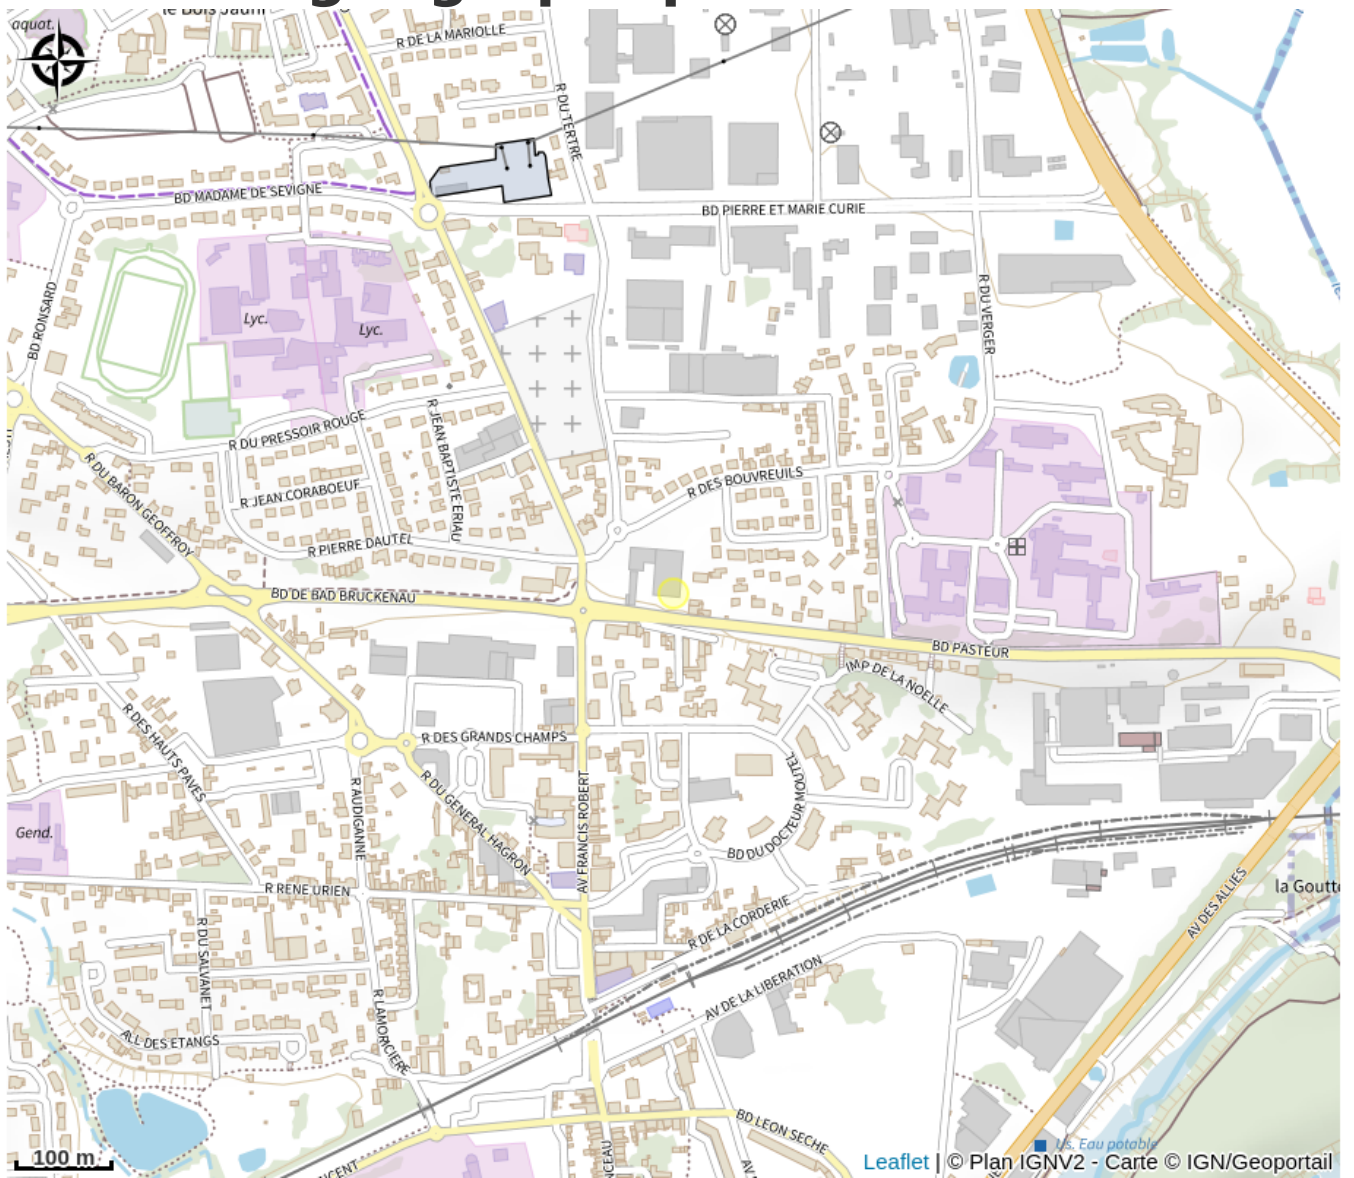 le Bois Jauni
aquat.
R DE LA MARIOLLE
R DU TERTRE
BD MADAME DE SEVIGNE
BD PIERRE ET MARIE CURIE
BD RONSARD
Lyc.
Lyc.
R DU VERGER
R DU PRESSOIR ROUGE
R JEAN BAPTISTE ERIAU
R DU BARON GEOFFROY
R JEAN CORABOEUF
R DES BOUVREUILS
R PIERRE DAUTEL
BD DE BAD BRUCKENAU
BD PASTEUR
IMP DE LA NOELLE
R DES HAUTS PAVES
R DES GRANDS CHAMPS
R AUDIGANNE
R DU GENERAL HAGRON
AV FRANCIS ROBERT
BD DU DOCTEUR MOUTEL
Gend.
R RENE URIEN
AV DES ALLIES
la Goutte
R DU SALVANET
R DE LA CORDERIE
AV DE LA LIBERATION
R LAMORICIERE
ALL DES ETANGS
BD LEON SECHE
Us. Eau potable
100 m
Leaflet | © Plan IGNV2 - Carte © IGN/Geoportail